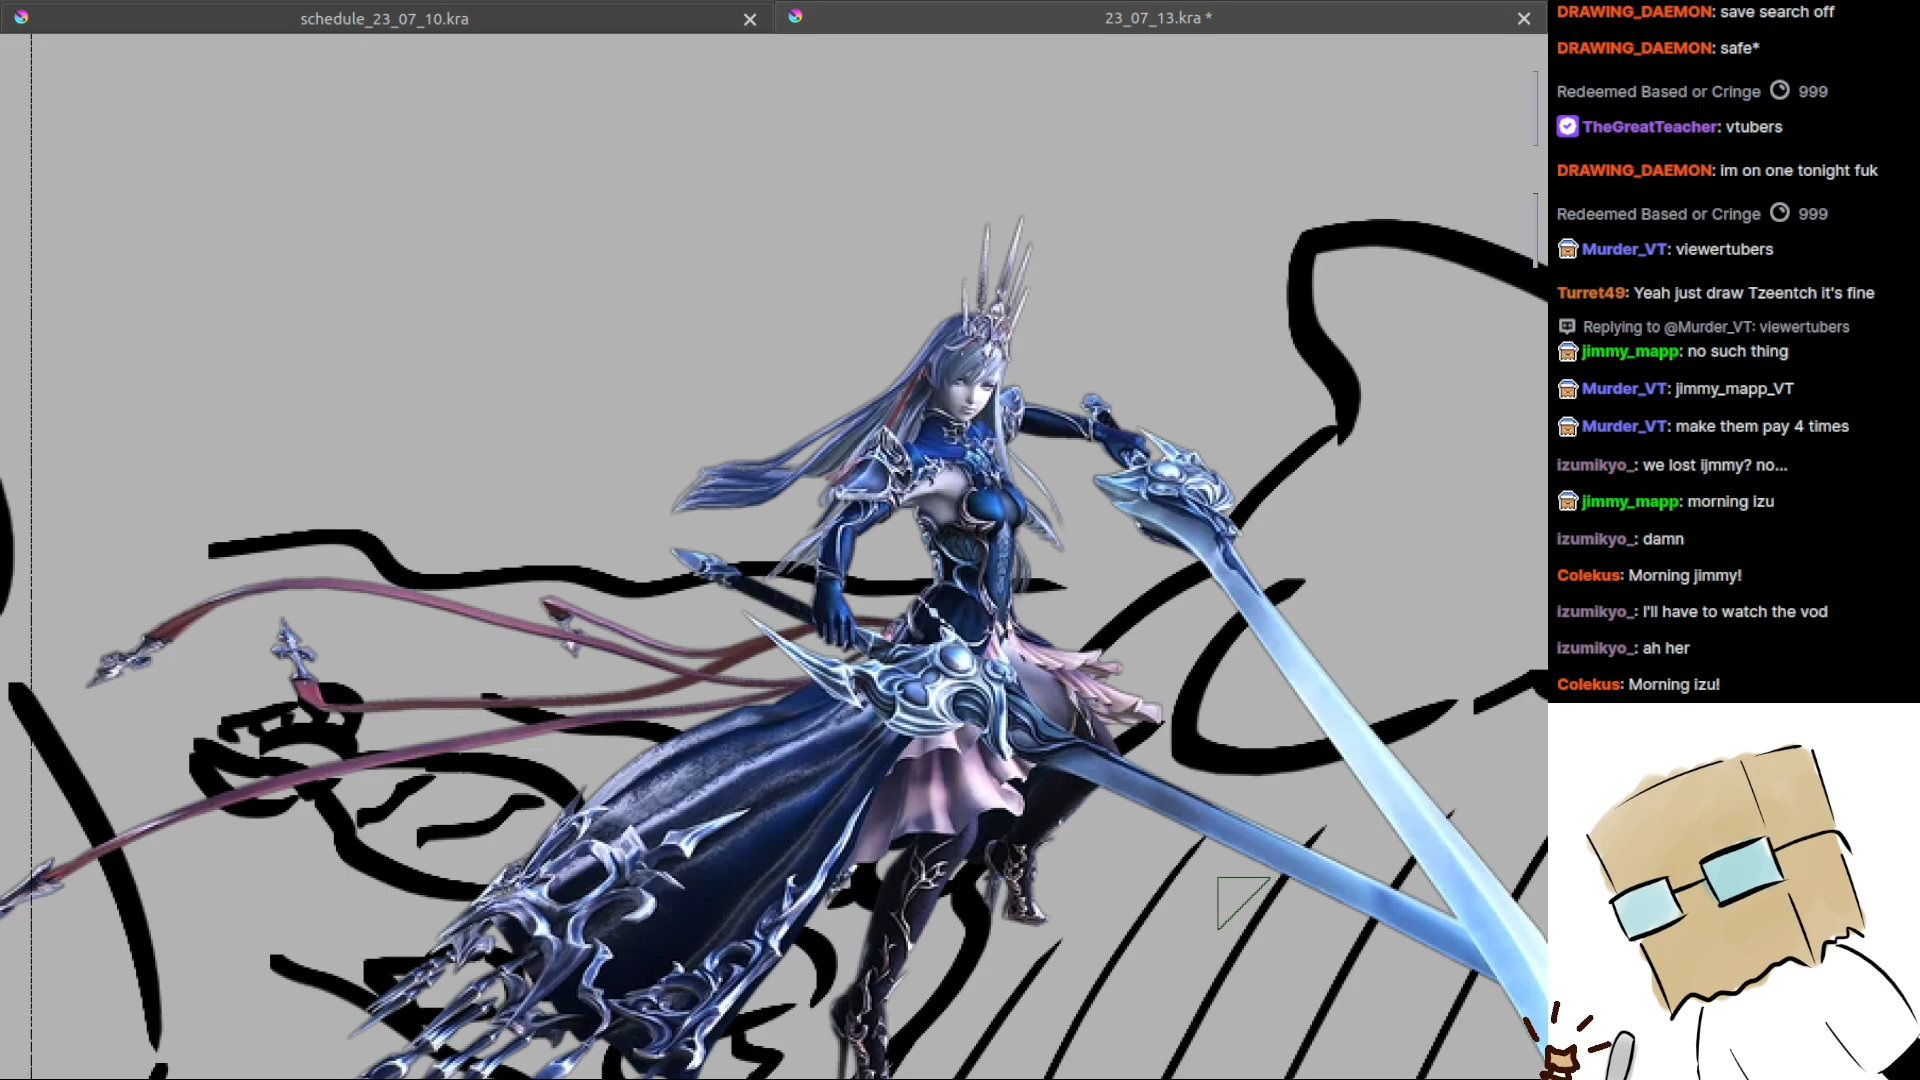 schedule_23_07_10.kra
23_07_13.kra *
DRAWING_DAEMON: save search off
DRAWING_DAEMON: safe*
Redeemed Based or Cringe 999
TheGreatTeacher: vtubers
DRAWING_DAEMON: im on one tonight fuk
Redeemed Based or Cringe 999
Murder_VT: viewertubers
Turret49: Yeah just draw Tzeentch it's fine
Replying to @Murder_VT: viewertubers
jimmy_mapp: no such thing
Murder_VT: jimmy_mapp_VT
Murder_VT: make them pay 4 times
izumikyo_: we lost ijmmy? no...
jimmy_mapp: morning izu
izumikyo_: damn
Colekus: Morning jimmy!
izumikyo_: I'll have to watch the vod
izumikyo_: ah her
Colekus: Morning izu!